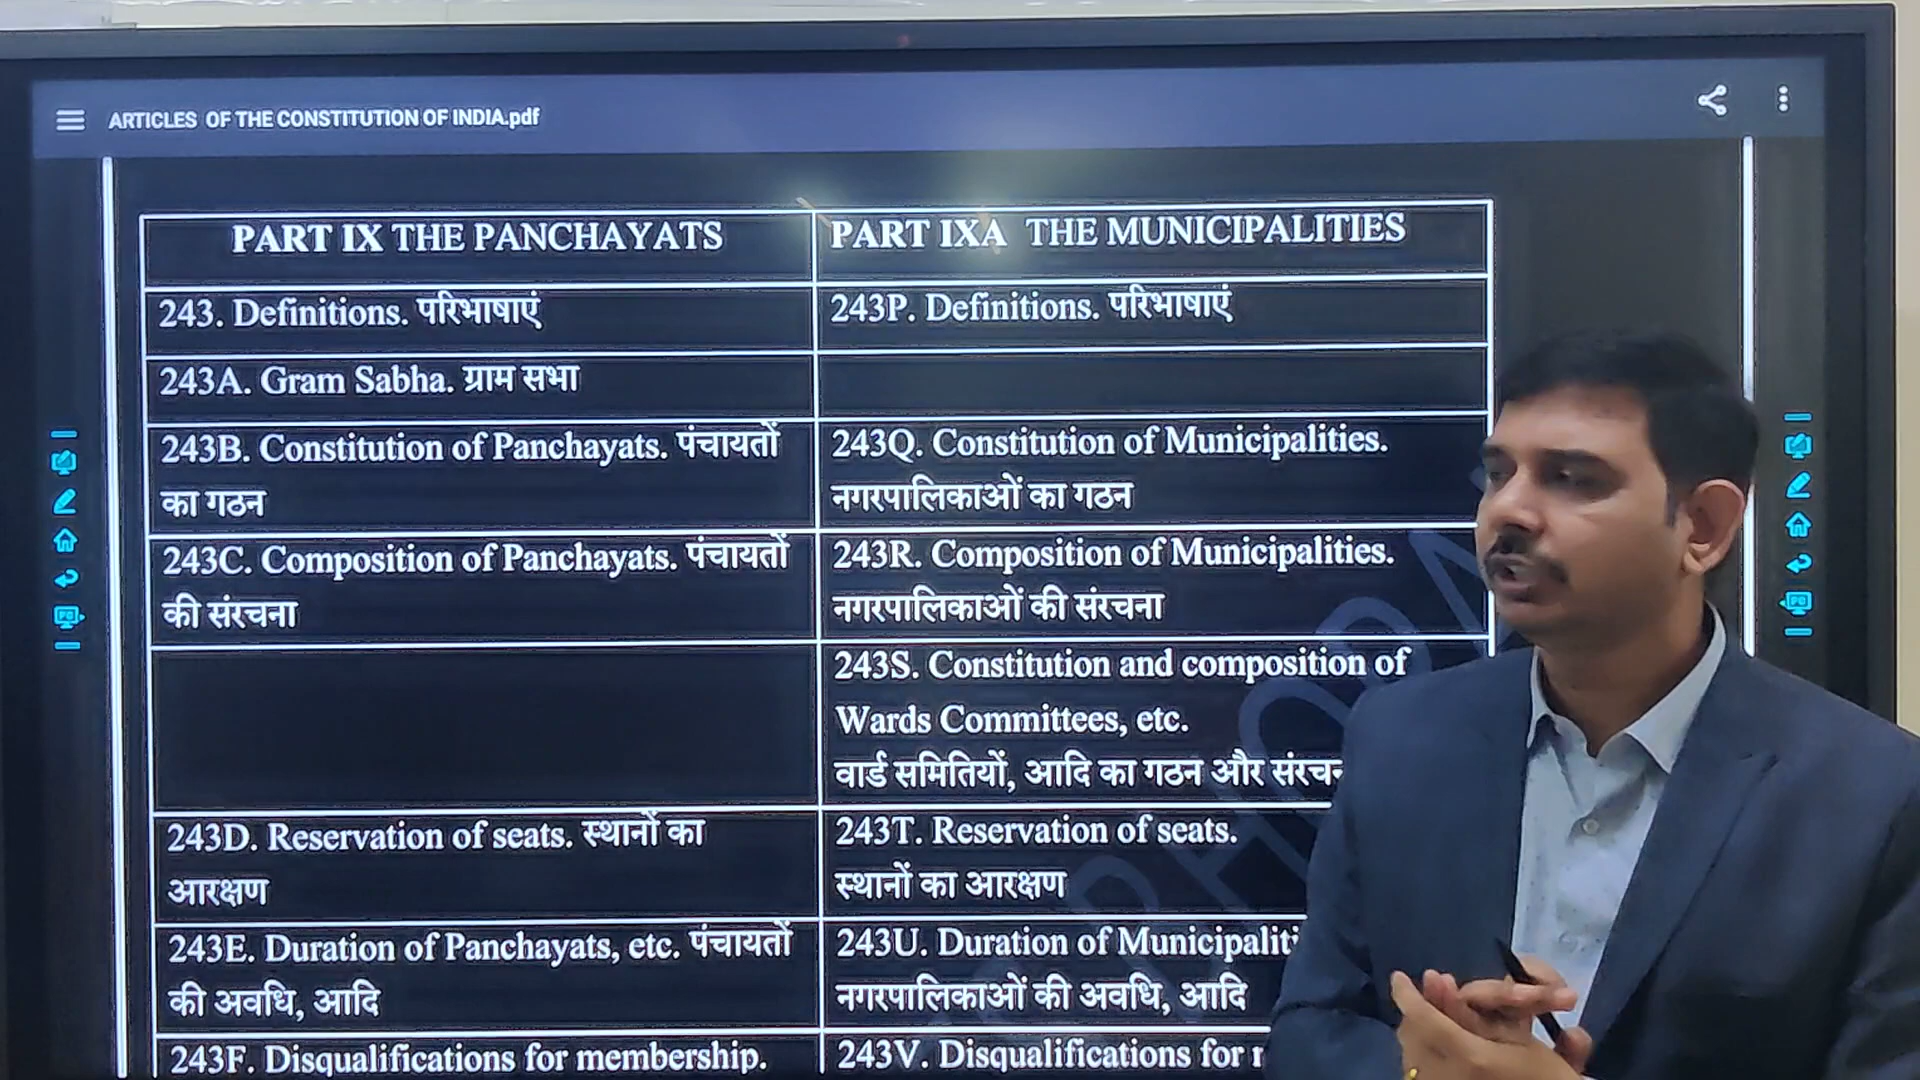 ARTICLES OF THE CONSTITUTION OF INDIA.pdf
PART IX THE PANCHAYATS
PART IXA THE MUNICIPALITIES
243. Definitions. परिभाषाएं
243P. Definitions. परिभाषाएं
243A. Gram Sabha. ग्राम सभा
243B. Constitution of Panchayats. पंचायतों
का गठन
243Q. Constitution of Municipalities.
नगरपालिकाओं का गठन
243C. Composition of Panchayats. पंचायतों
की संरचना
243R. Composition of Municipalities.
नगरपालिकाओं की संरचना
243S. Constitution and composition of
Wards Committees, etc.
वार्ड समितियों, आदि का गठन और
243D. Reservation of seats. स्थानों का
आरक्षण
243T. Reservation of seats.
स्थानों का आरक्षण
243E. Duration of Panchayats, etc. पंचायतों
की अवधि, आदि
243U. Duration of
नगरपालिकाओं की अवधि, आदि
243F. Disqualifications for membership.
243V. Disqualifications for